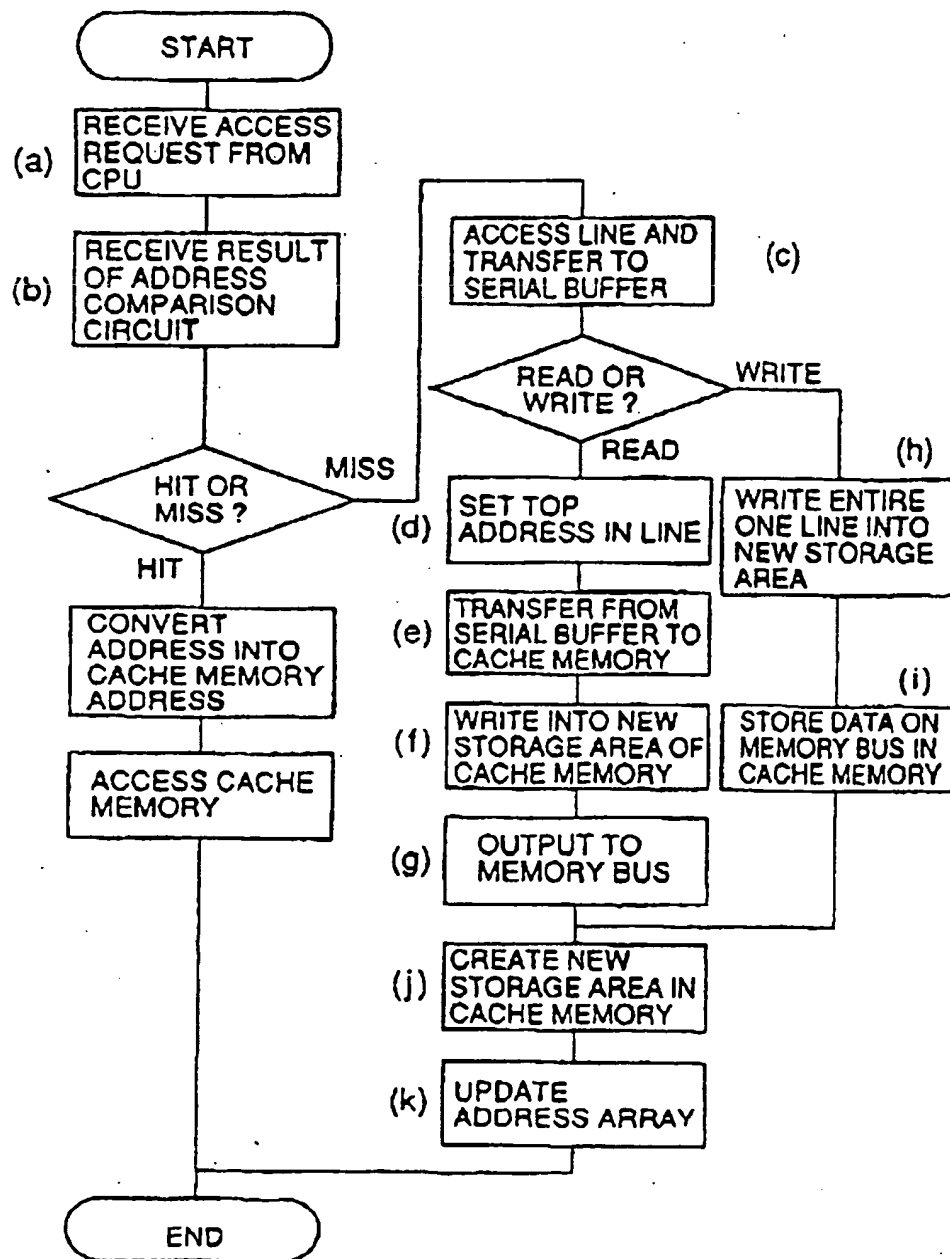 START
(a)
RECEIVE ACCESS
REQUEST FROM
CPU
(b)
RECEIVE RESULT
OF ADDRESS
COMPARISON
CIRCUIT
HIT OR
MISS ?
MISS
HIT
CONVERT
ADDRESS INTO
CACHE MEMORY
ADDRESS
ACCESS CACHE
MEMORY
ACCESS LINE AND
TRANSFER TO
SERIAL BUFFER
(c)
READ OR
WRITE ?
WRITE
READ
(d)
SET TOP
ADDRESS IN LINE
(e)
TRANSFER FROM
SERIAL BUFFER TO
CACHE MEMORY
(f)
WRITE INTO NEW
STORAGE AREA OF
CACHE MEMORY
(g)
OUTPUT TO
MEMORY BUS
(h)
WRITE ENTIRE
ONE LINE INTO
NEW STORAGE
AREA
(i)
STORE DATA ON
MEMORY BUS IN
CACHE MEMORY
(j)
CREATE NEW
STORAGE AREA IN
CACHE MEMORY
(k)
UPDATE
ADDRESS ARRAY
END